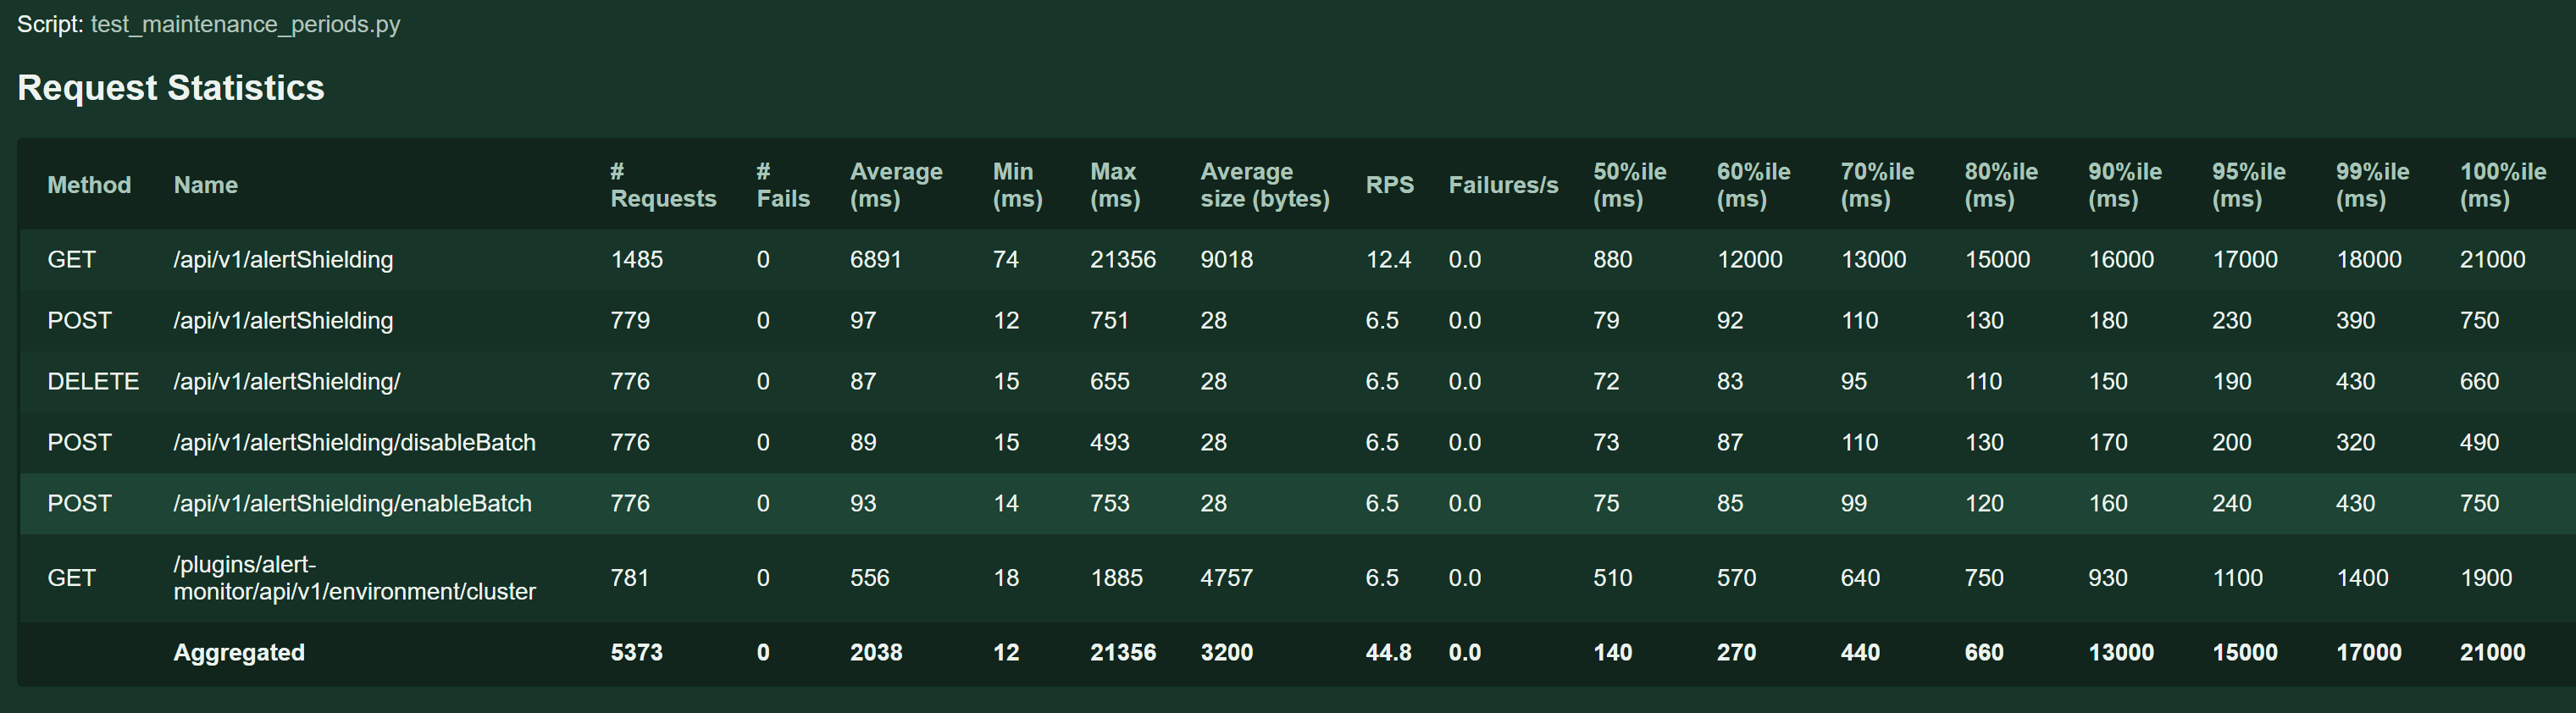 Script: test_maintenance_periods.py
Request Statistics
Method Name # Requests # Fails Average (ms) Min (ms) Max (ms) Average size (bytes) RPS Failures/s 50%ile (ms) 60%ile (ms) 70%ile (ms) 80%ile (ms) 90%ile (ms) 95%ile (ms) 99%ile (ms) 100%ile (ms)
GET /api/v1/alertShielding 1485 0 6891 74 21356 9018 12.4 0.0 880 12000 13000 15000 16000 17000 18000 21000
POST /api/v1/alertShielding 779 0 97 12 751 28 6.5 0.0 79 92 110 130 180 230 390 750
DELETE /api/v1/alertShielding/ 776 0 87 15 655 28 6.5 0.0 72 83 95 110 150 190 430 660
POST /api/v1/alertShielding/disableBatch 776 0 89 15 493 28 6.5 0.0 73 87 110 130 170 200 320 490
POST /api/v1/alertShielding/enableBatch 776 0 93 14 753 28 6.5 0.0 75 85 99 120 160 240 430 750
GET /plugins/alert-monitor/api/v1/environment/cluster 781 0 556 18 1885 4757 6.5 0.0 510 570 640 750 930 1100 1400 1900
Aggregated 5373 0 2038 12 21356 3200 44.8 0.0 140 270 440 660 13000 15000 17000 21000